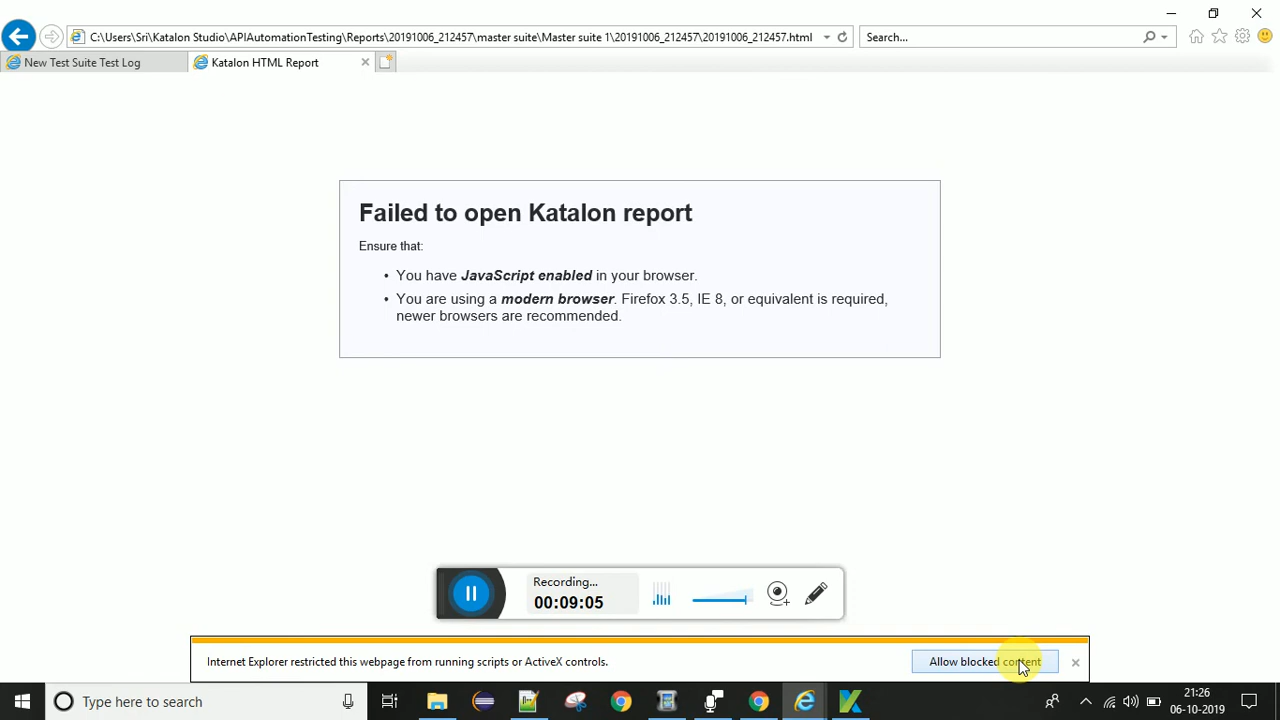 C:\Users\Sri\Katalon Studio\APIAutomationTesting\Reports\20191006_212457\master suite\Master suite 1\20191006_212457\20191006_212457.html
Search...
New Test Suite Test Log
Katalon HTML Report
Failed to open Katalon report
Ensure that:
• You have JavaScript enabled in your browser.
• You are using a modern browser. Firefox 3.5, IE 8, or equivalent is required,
newer browsers are recommended.
Recording...
00:09:05
Internet Explorer restricted this webpage from running scripts or ActiveX controls.
Allow blocked content
Type here to search
21:26
06-10-2019